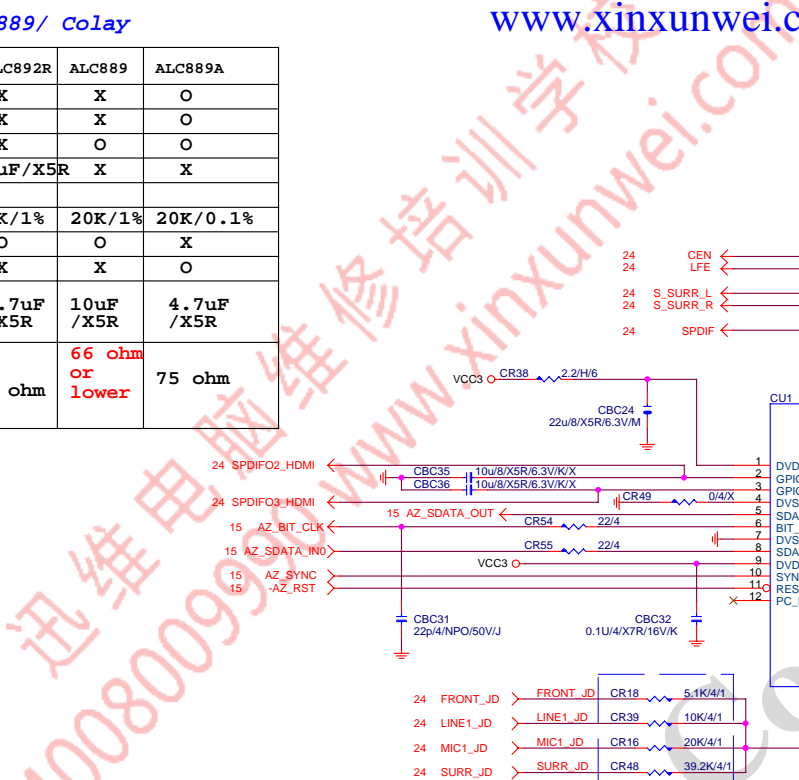 889/ Colay
www.xinxunwei.c
LC892R ALC889 ALC889A
X X O
X X O
X O O
uF/X5R X X
K/1% 20K/1% 20K/0.1%
O O X
X X O
.7uF 10uF 4.7uF
X5R /X5R /X5R
66 ohm
or
ohm lower 75 ohm
24 CEN
24 LFE
24 S_SURR_L
24 S_SURR_R
24 SPDIF
VCC3 CR38 2.2/H/6
CBC24
22u/8/X5R/6.3V/M
CU1
24 SPDIFO2_HDMI
CBC35 10u/8/X5R/6.3V/K/X
CBC36 10u/8/X5R/6.3V/K/X
24 SPDIFO3_HDMI
CR49 0/4/X
15 AZ_SDATA_OUT
15 AZ_BIT_CLK CR54 22/4
15 AZ_SDATA_IN0 CR55 22/4
VCC3
15 AZ_SYNC
15 -AZ_RST
1 DVD
2 GPIO
3 GPIO
4 DVS
5 SDA
6 BIT_
7 DVS
8 SDA
9 DVD
10 SYN
11 RES
12 PC_
CBC31
22p/4/NPO/50V/J
CBC32
0.1U/4/X7R/16V/K
24 FRONT_JD FRONT_JD CR18 5.1K/4/1
24 LINE1_JD LINE1_JD CR39 10K/4/1
24 MIC1_JD MIC1_JD CR16 20K/4/1
24 SURR_JD SURR_JD CR48 39.2K/4/1
迅维电脑维修培训学校
4008009990 www.xinxunwei.com
Co